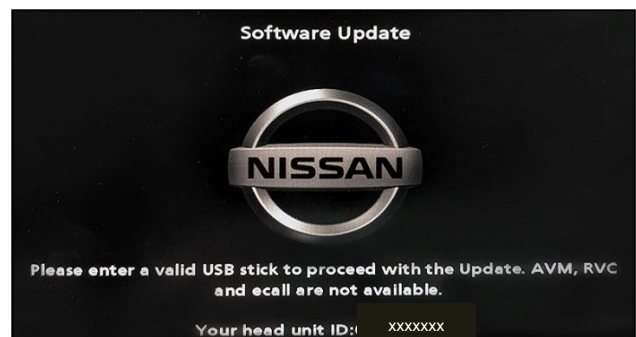 Software Update
NISSAN
Please enter a valid USB stick to proceed with the Update. AVM, RVC
and ecall are not available.
Your head unit ID:
xxxxxxx